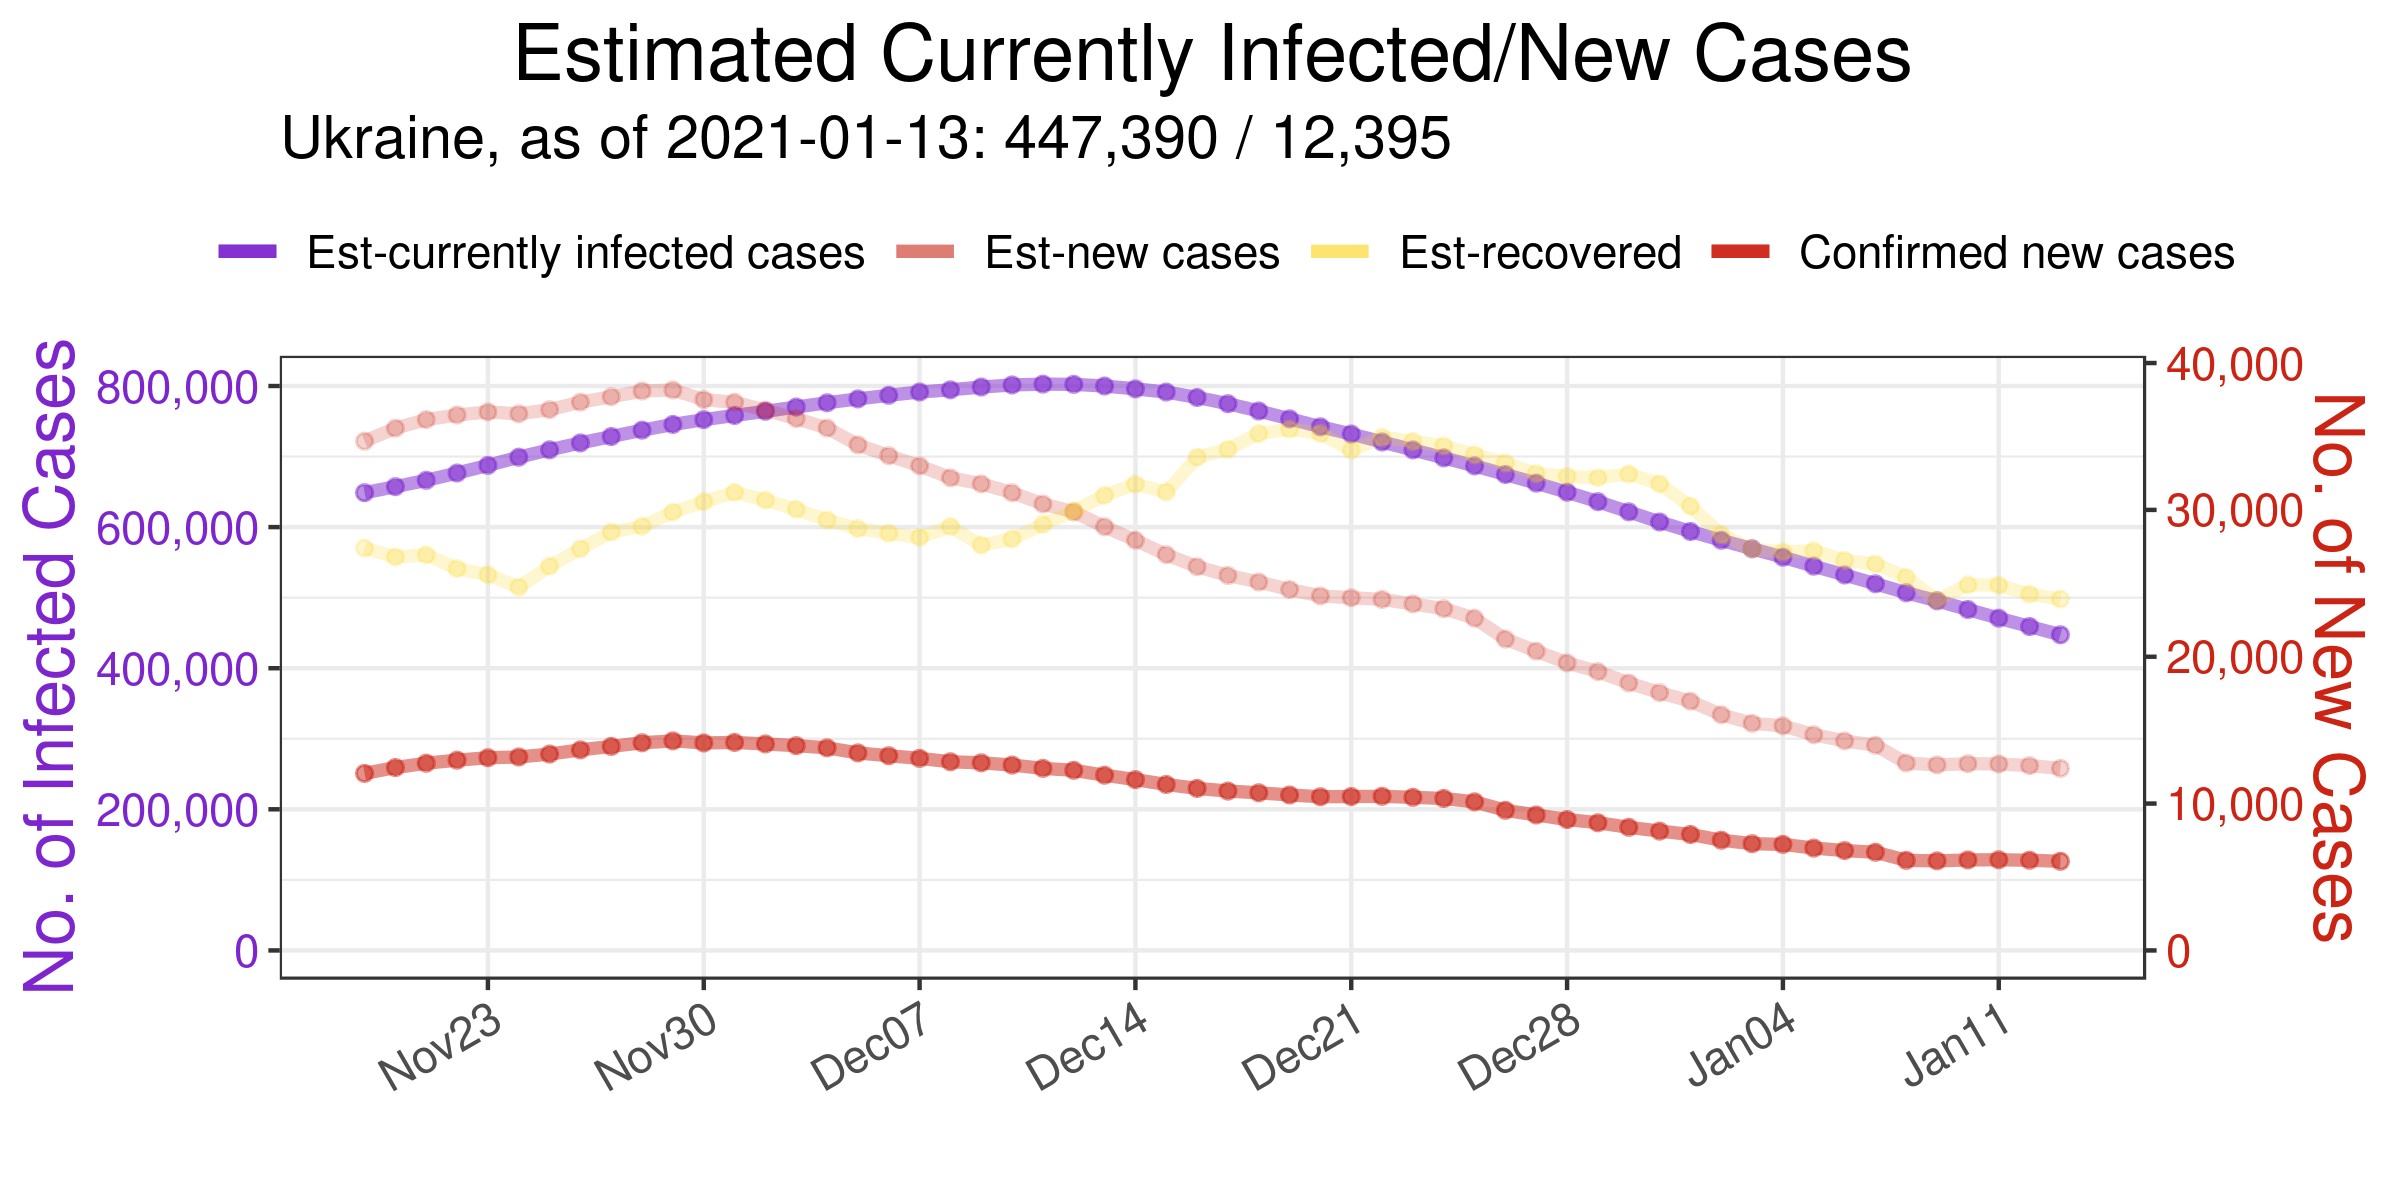 Estimated Currently Infected/New Cases
Ukraine, as of 2021-01-13: 447,390 / 12,395
Est-currently infected cases Est-new cases Est-recovered Confirmed new cases
No. of Infected Cases
800,000
600,000
400,000
200,000
0
40,000
30,000
20,000
10,000
0
No. of New Cases
Nov23 Nov30 Dec07 Dec14 Dec21 Dec28 Jan04 Jan11